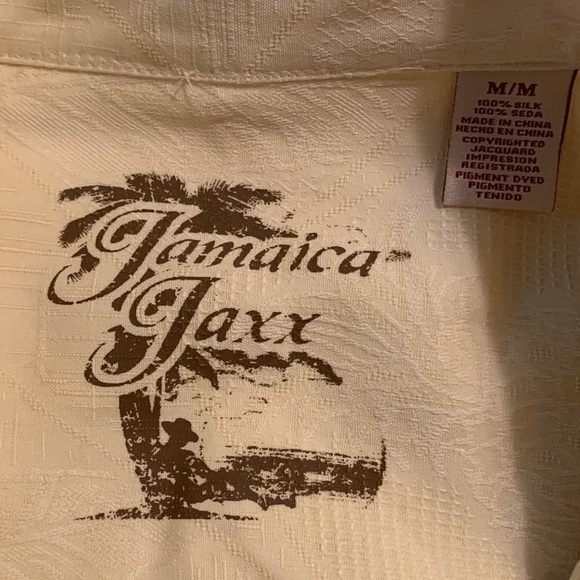 Jamaica
Jaxx
M/M
100% SILK
100% SEDA
MADE IN CHINA
HECHO EN CHINA
COPYRIGHTED
JACQUARD
IMPRESION
REGISTRADA
PIGMENT DYED
PIGMENTO
TENIDO